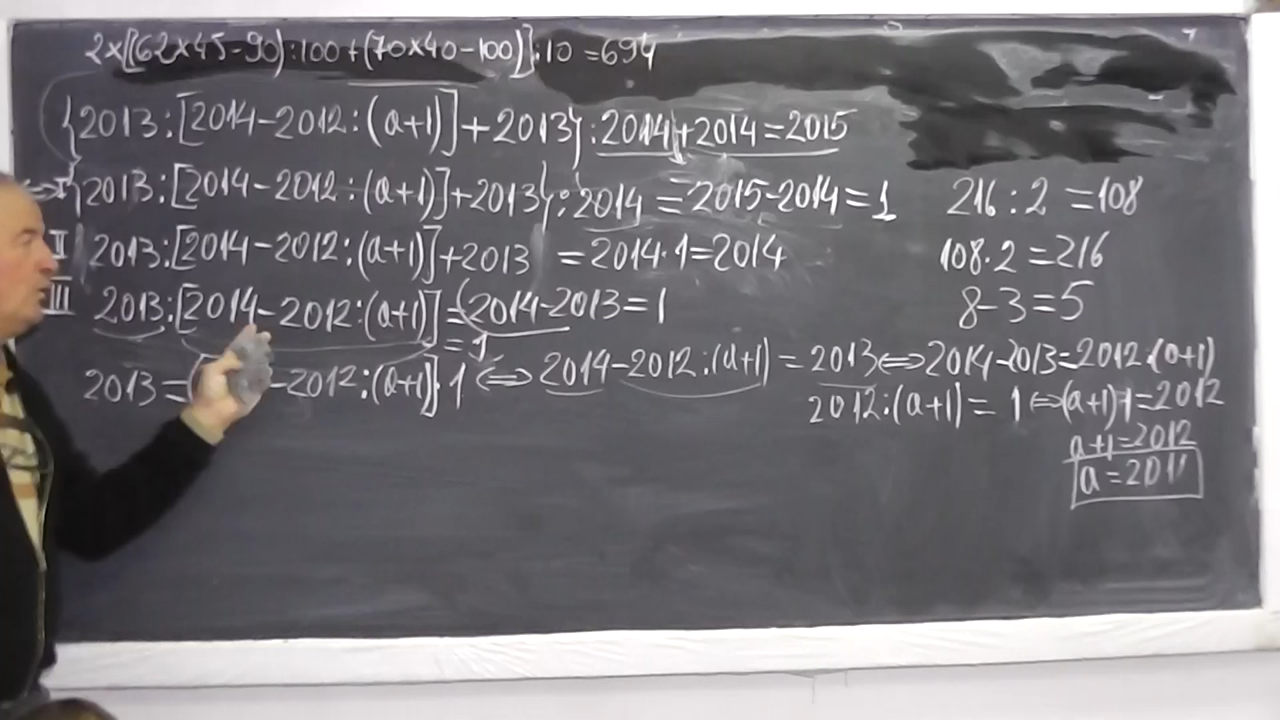 2×[(62×45-90):100+(70×40-100)]:10=694
{2013:[2014-2012:(a+1)]+2013}:2014+2014=2015
⇔ I {2013:[2014-2012:(a+1)]+2013}:2014=2015-2014=1
216:2=108
II 2013:[2014-2012:(a+1)]+2013 =2014·1=2014
108·2=216
III 2013:[2014-2012:(a+1)]=2014-2013=1
8-3=5
=1
2013=[ -2012:(a+1)]·1 ⇔ 2014-2012:(a+1)=2013⇔2014-2013=2012:(a+1)
2012:(a+1)=1⇔(a+1)·1=2012
a+1=2012
a=2011